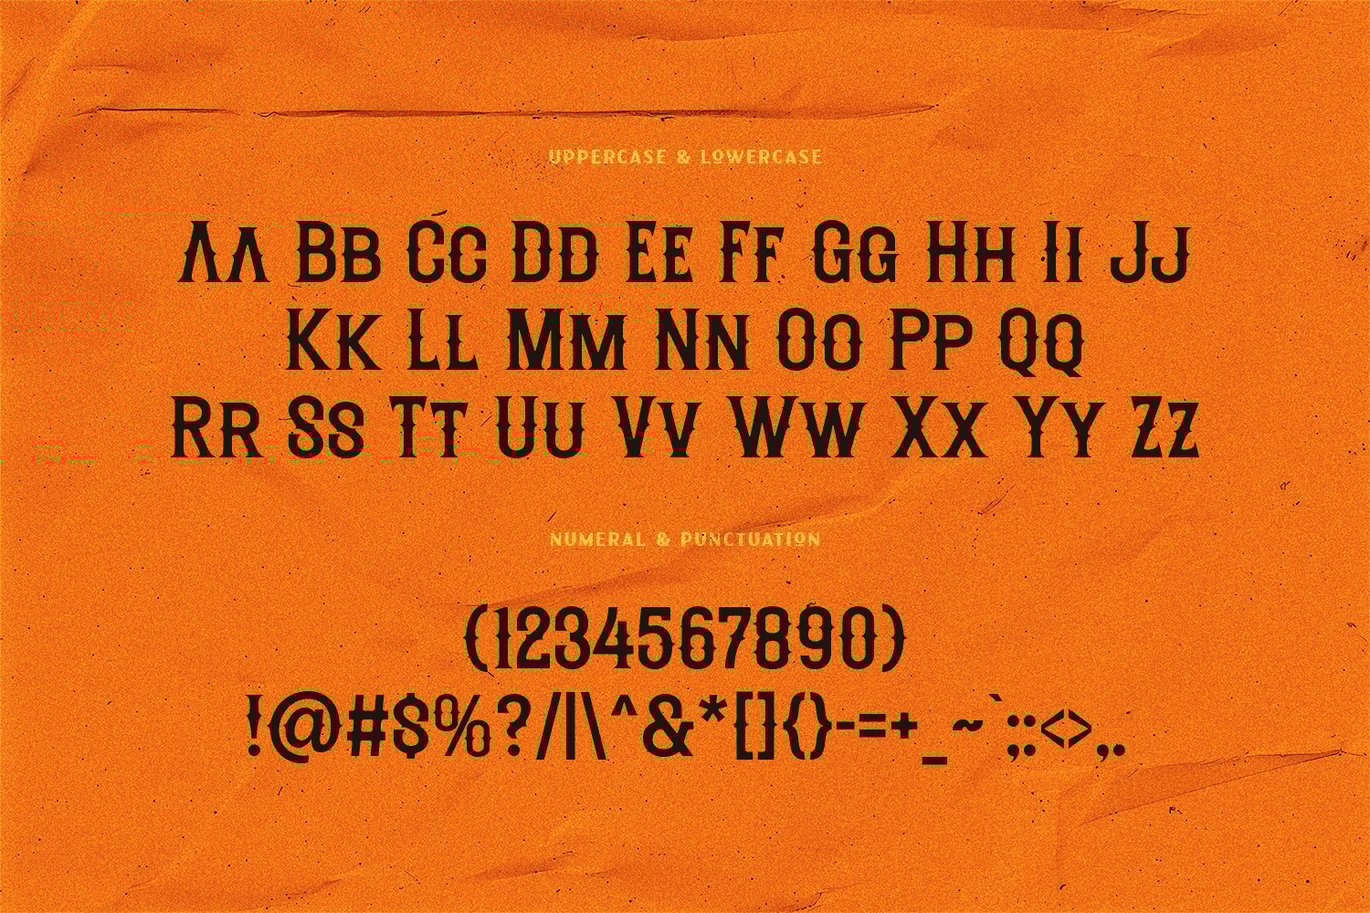 UPPERCASE & LOWERCASE
Aa Bb Cc Dd Ee Ff Gg Hh Ii Jj
Kk Ll Mm Nn Oo Pp Qq
Rr Ss Tt Uu Vv Ww Xx Yy Zz
NUMERAL & PUNCTUATION
(1234567890)
!@#$%?/|\^&*[]{}-=+_~`;:<>,.